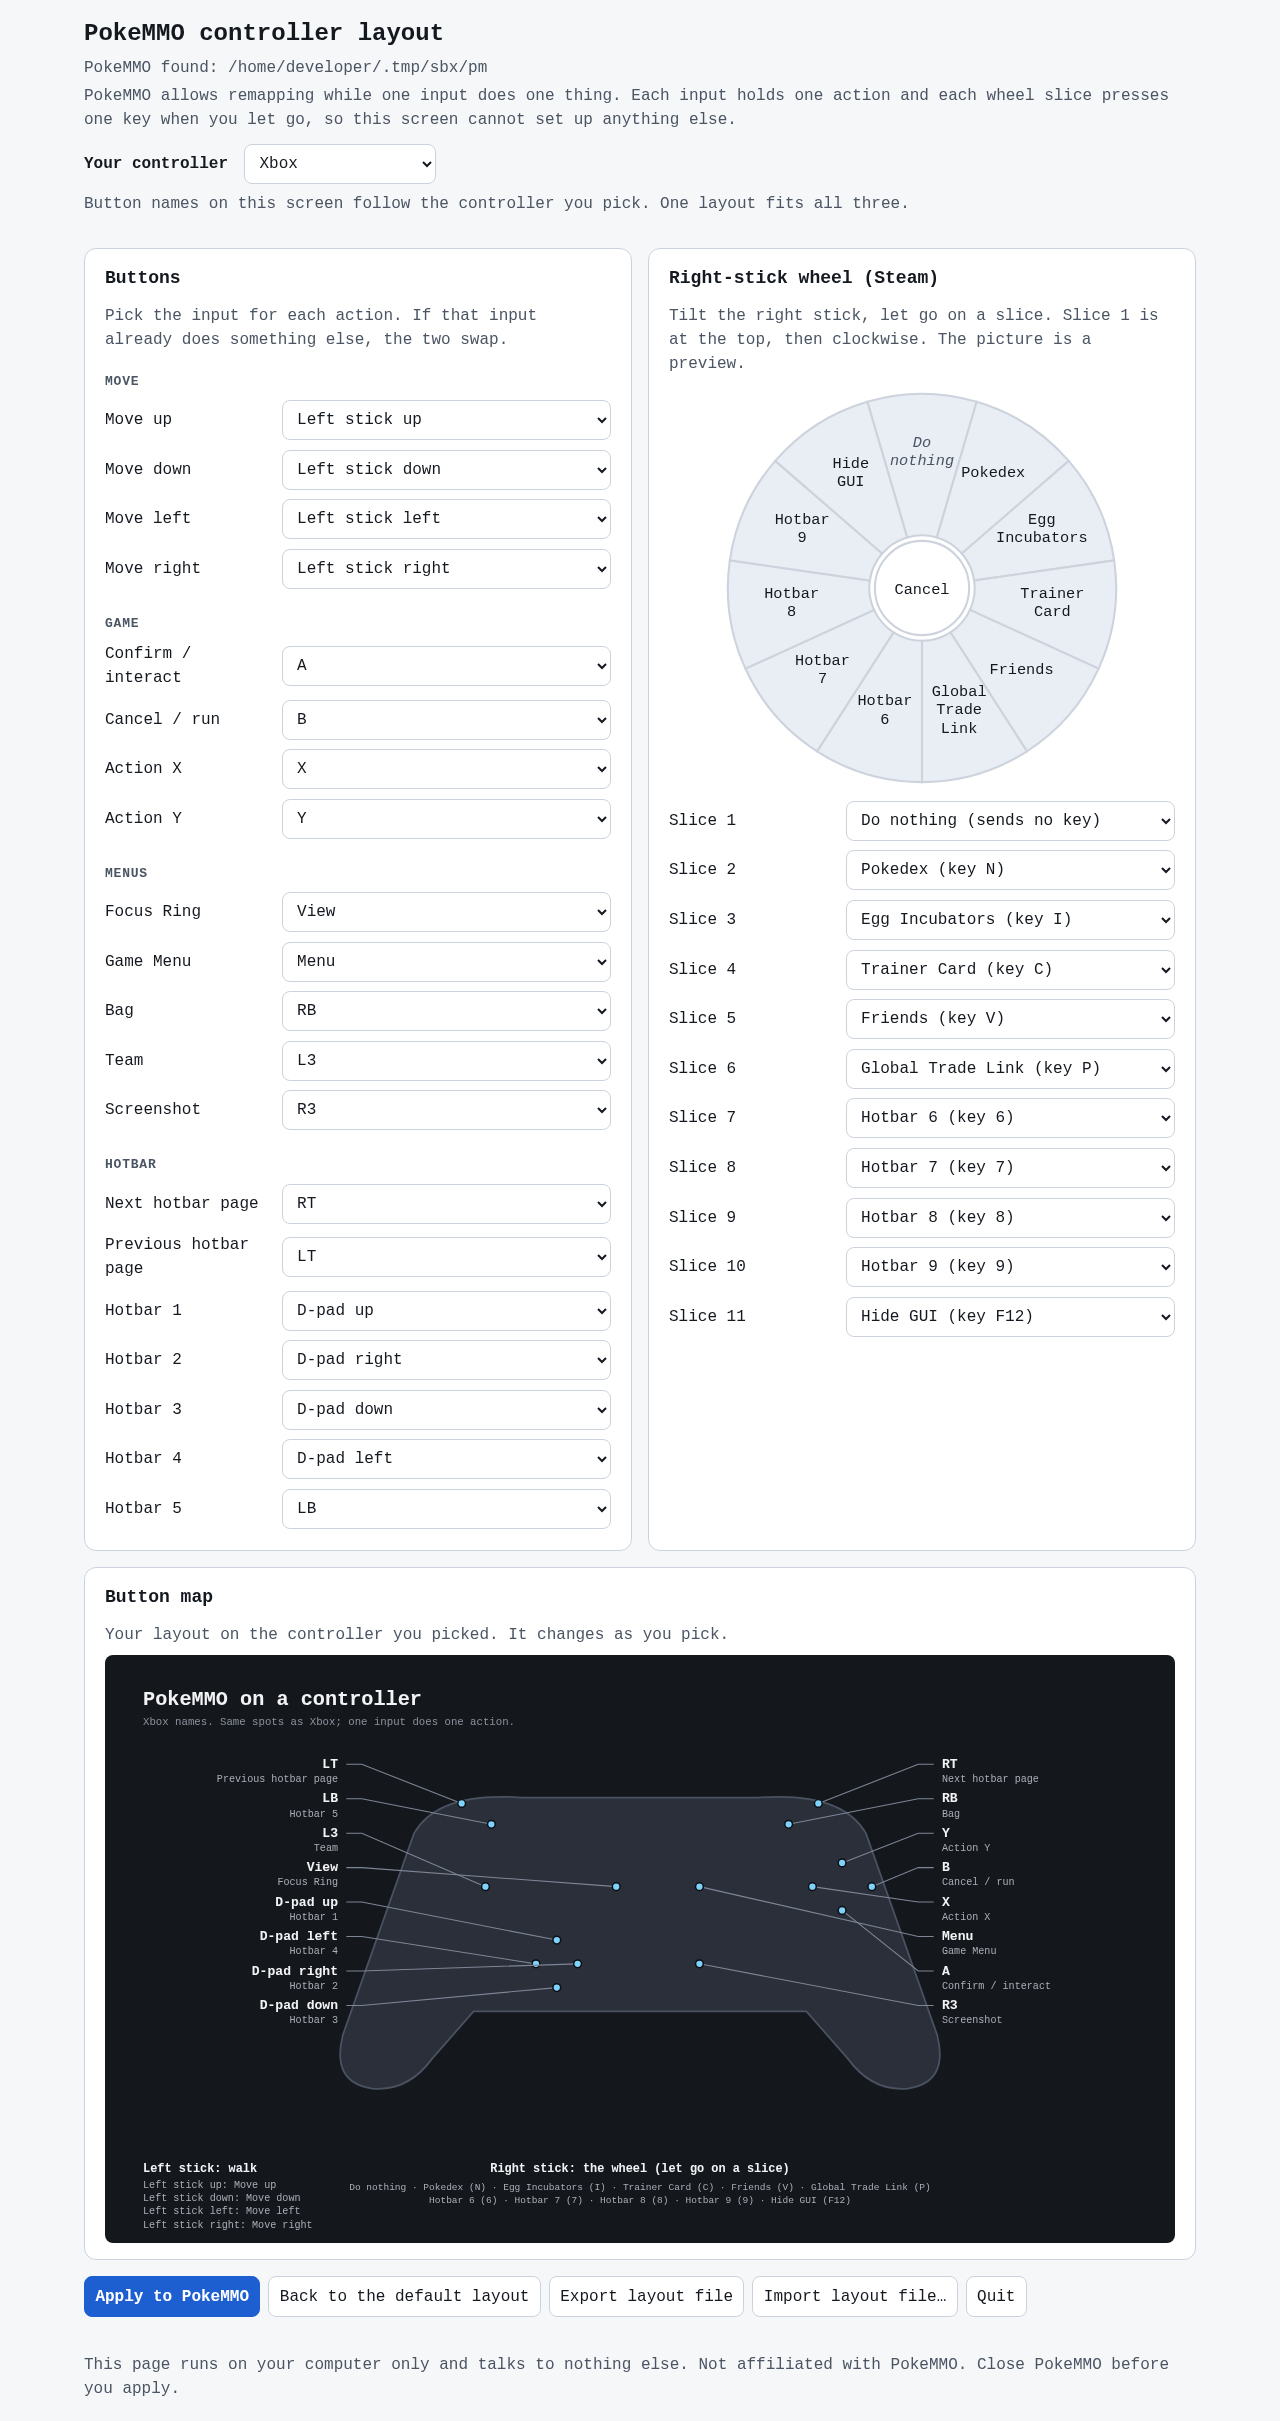 PokeMMO controller layout
PokeMMO found: /home/developer/.tmp/sbx/pm
PokeMMO allows remapping while one input does one thing. Each input holds one action and each wheel slice presses
one key when you let go, so this screen cannot set up anything else.
Your controller Xbox
Button names on this screen follow the controller you pick. One layout fits all three.
Buttons
Pick the input for each action. If that input
already does something else, the two swap.
MOVE
Move up Left stick up
Move down Left stick down
Move left Left stick left
Move right Left stick right
GAME
Confirm /
interact
A
Cancel / run B
Action X X
Action Y Y
MENUS
Focus Ring View
Game Menu Menu
Bag RB
Team L3
Screenshot R3
HOTBAR
Next hotbar page RT
Previous hotbar
page
LT
Hotbar 1 D-pad up
Hotbar 2 D-pad right
Hotbar 3 D-pad down
Hotbar 4 D-pad left
Hotbar 5 LB
Right-stick wheel (Steam)
Tilt the right stick, let go on a slice. Slice 1 is
at the top, then clockwise. The picture is a
preview.
Do
nothing
Pokedex
Egg
Incubators
Trainer
Card
Friends
Global
Trade
Link
Hotbar
6
Hotbar
7
Hotbar
8
Hotbar
9
Hide
GUI
Cancel
Slice 1 Do nothing (sends no key)
Slice 2 Pokedex (key N)
Slice 3 Egg Incubators (key I)
Slice 4 Trainer Card (key C)
Slice 5 Friends (key V)
Slice 6 Global Trade Link (key P)
Slice 7 Hotbar 6 (key 6)
Slice 8 Hotbar 7 (key 7)
Slice 9 Hotbar 8 (key 8)
Slice 10 Hotbar 9 (key 9)
Slice 11 Hide GUI (key F12)
Button map
Your layout on the controller you picked. It changes as you pick.
PokeMMO on a controller
Xbox names. Same spots as Xbox; one input does one action.
LT
Previous hotbar page
LB
Hotbar 5
L3
Team
View
Focus Ring
D-pad up
Hotbar 1
D-pad left
Hotbar 4
D-pad right
Hotbar 2
D-pad down
Hotbar 3
RT
Next hotbar page
RB
Bag
Y
Action Y
B
Cancel / run
X
Action X
Menu
Game Menu
A
Confirm / interact
R3
Screenshot
Left stick: walk
Left stick up: Move up
Left stick down: Move down
Left stick left: Move left
Left stick right: Move right
Right stick: the wheel (let go on a slice)
Do nothing · Pokedex (N) · Egg Incubators (I) · Trainer Card (C) · Friends (V) · Global Trade Link (P)
Hotbar 6 (6) · Hotbar 7 (7) · Hotbar 8 (8) · Hotbar 9 (9) · Hide GUI (F12)
Apply to PokeMMO Back to the default layout Export layout file Import layout file… Quit
This page runs on your computer only and talks to nothing else. Not affiliated with PokeMMO. Close PokeMMO before
you apply.